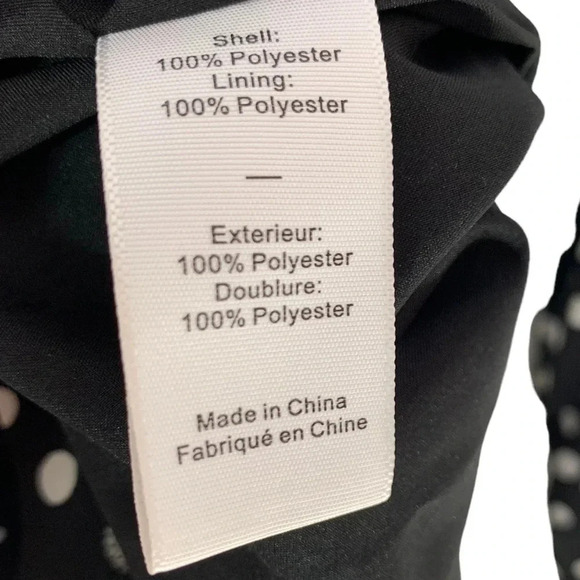 Shell:
100% Polyester
Lining:
100% Polyester
—
Exterieur:
100% Polyester
Doublure:
100% Polyester
Made in China
Fabriqué en Chine